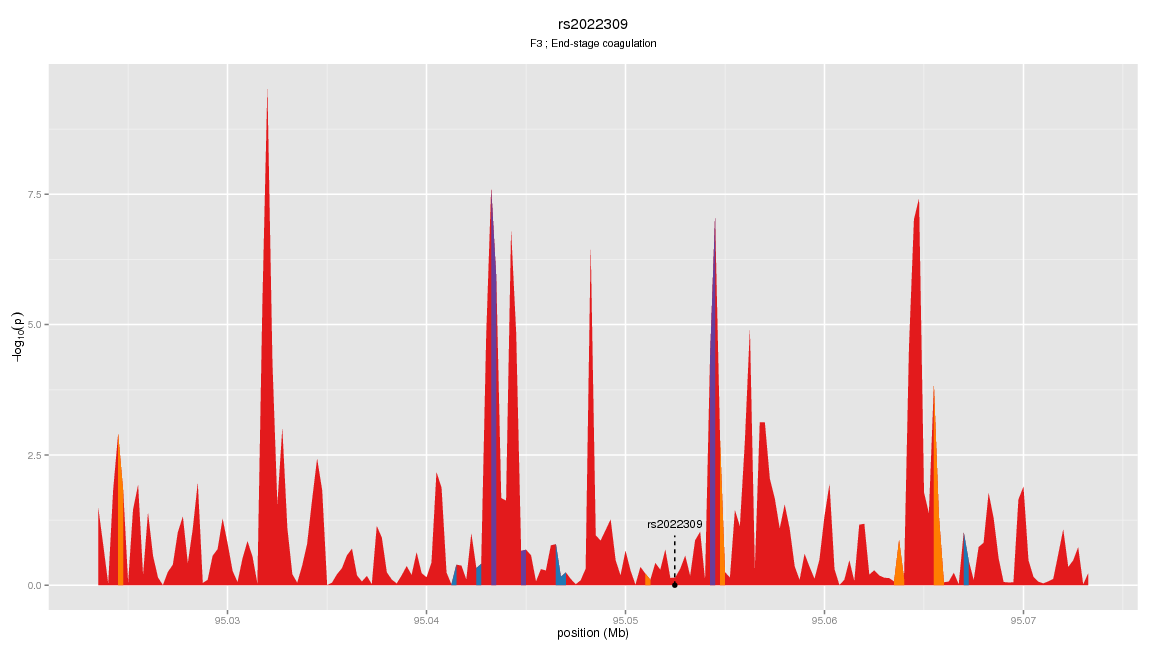 rs2022309
F3 ; End-stage coagulation
−log10(p)
7.5
5.0
2.5
0.0
rs2022309
95.03 95.04 95.05 95.06 95.07
position (Mb)